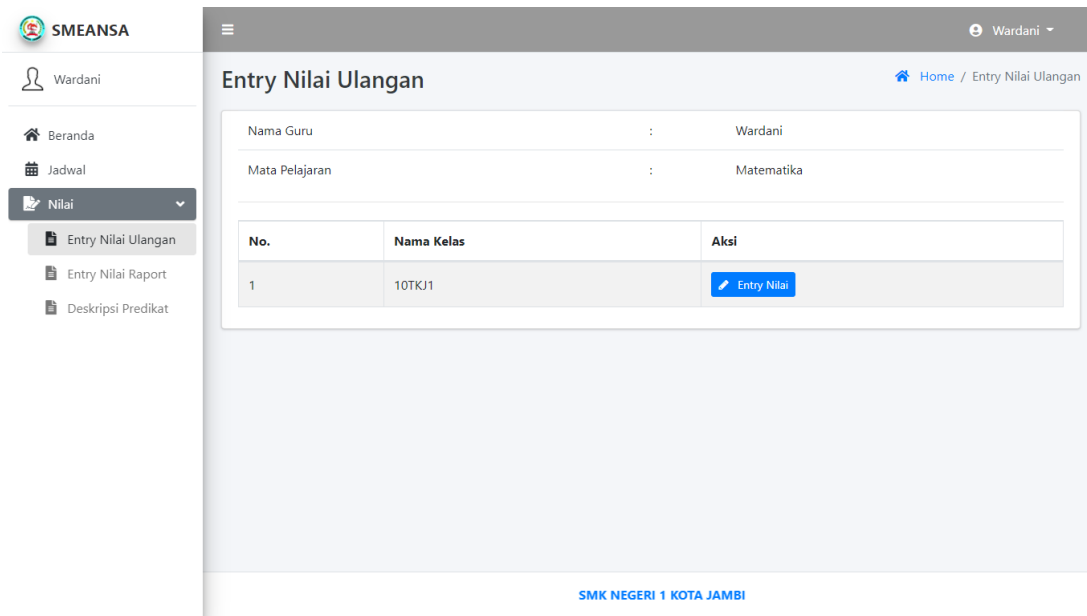 SMEANSA
Wardani
Wardani
Beranda
Jadwal
Nilai
Entry Nilai Ulangan
Entry Nilai Raport
Deskripsi Predikat
Entry Nilai Ulangan
Home / Entry Nilai Ulangan
Nama Guru : Wardani
Mata Pelajaran : Matematika
No. Nama Kelas Aksi
1 10TKJ1 Entry Nilai
SMK NEGERI 1 KOTA JAMBI